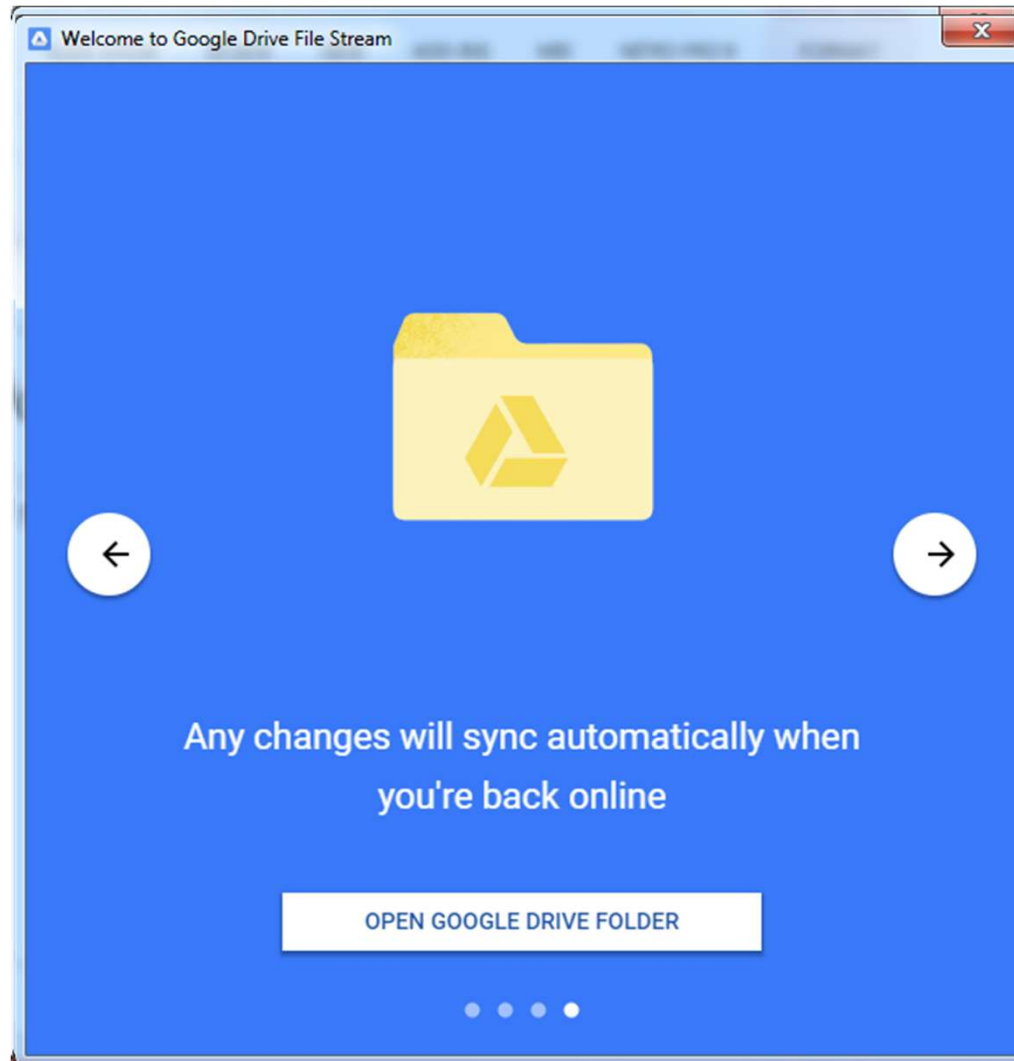 Welcome to Google Drive File Stream
Any changes will sync automatically when
you're back online
OPEN GOOGLE DRIVE FOLDER